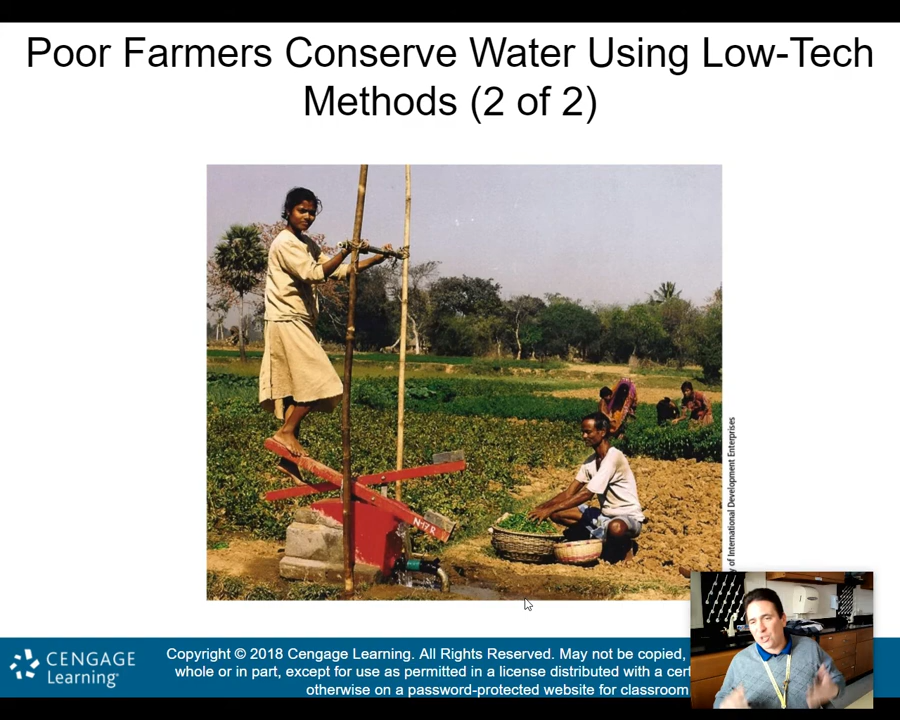 Poor Farmers Conserve Water Using Low-Tech
Methods (2 of 2)
y of International Development Enterprises
N17R
CENGAGE
Learning
Copyright © 2018 Cengage Learning. All Rights Reserved. May not be copied,
whole or in part, except for use as permitted in a license distributed with a cert
otherwise on a password-protected website for classroom